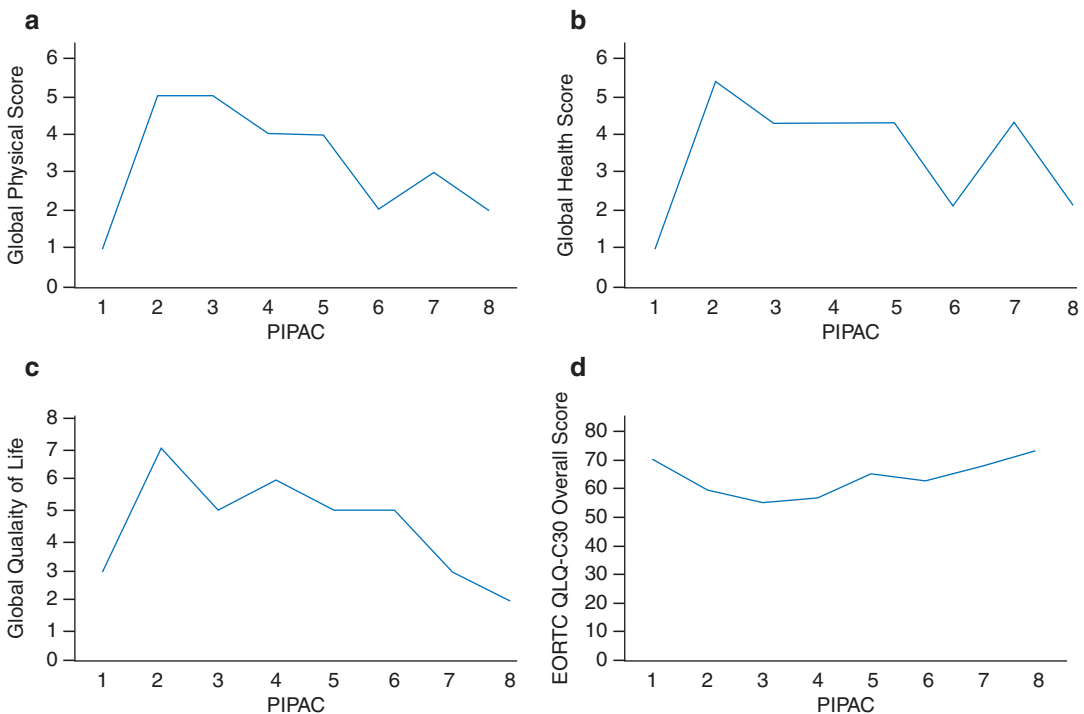 a
Global Physical Score
6
5
4
3
2
1
0
1 2 3 4 5 6 7 8
PIPAC
b
Global Health Score
6
5
4
3
2
1
0
1 2 3 4 5 6 7 8
PIPAC
c
Global Qualaity of Life
8
7
6
5
4
3
2
1
0
1 2 3 4 5 6 7 8
PIPAC
d
EORTC QLQ-C30 Overall Score
80
70
60
50
40
30
20
10
0
1 2 3 4 5 6 7 8
PIPAC